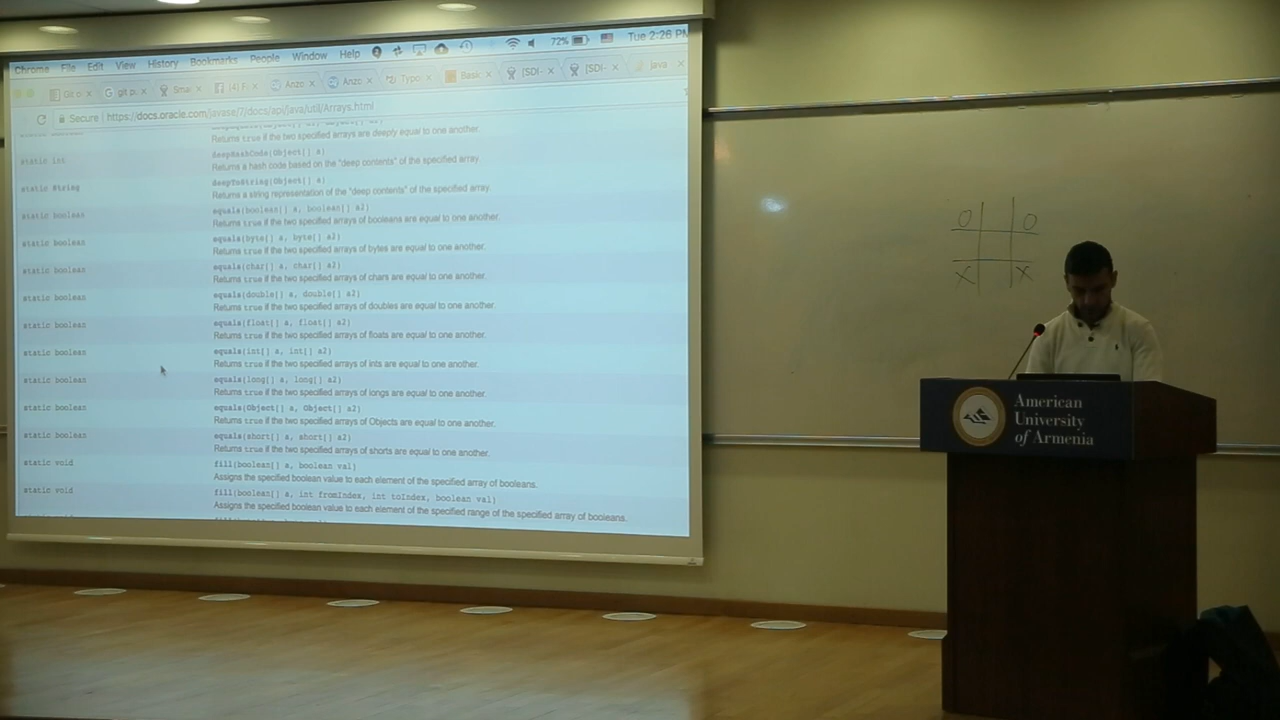 Chrome File Edit View History Bookmarks People Window Help 72% Tue 2:26 PM
Git o git p Smar (4) F Anzo Anzo Typo Basic [SDI- [SDI- Java
Secure https://docs.oracle.com/javase/7/docs/api/java/util/Arrays.html
Returns true if the two specified arrays are deeply equal to one another.
static int deepHashCode(Object[] a)
Returns a hash code based on the "deep contents" of the specified array.
static String deepToString(Object[] a)
Returns a string representation of the "deep contents" of the specified array.
static boolean equals(boolean[] a, boolean[] a2)
Returns true if the two specified arrays of booleans are equal to one another.
static boolean equals(byte[] a, byte[] a2)
Returns true if the two specified arrays of bytes are equal to one another.
static boolean equals(char[] a, char[] a2)
Returns true if the two specified arrays of chars are equal to one another.
static boolean equals(double[] a, double[] a2)
Returns true if the two specified arrays of doubles are equal to one another.
static boolean equals(float[] a, float[] a2)
Returns true if the two specified arrays of floats are equal to one another.
static boolean equals(int[] a, int[] a2)
Returns true if the two specified arrays of ints are equal to one another.
static boolean equals(long[] a, long[] a2)
Returns true if the two specified arrays of longs are equal to one another.
static boolean equals(Object[] a, Object[] a2)
Returns true if the two specified arrays of Objects are equal to one another.
static boolean equals(short[] a, short[] a2)
Returns true if the two specified arrays of shorts are equal to one another.
static void fill(boolean[] a, boolean val)
Assigns the specified boolean value to each element of the specified array of booleans.
static void fill(boolean[] a, int fromIndex, int toIndex, boolean val)
Assigns the specified boolean value to each element of the specified range of the specified array of booleans.
O O
X X
American
University
of Armenia